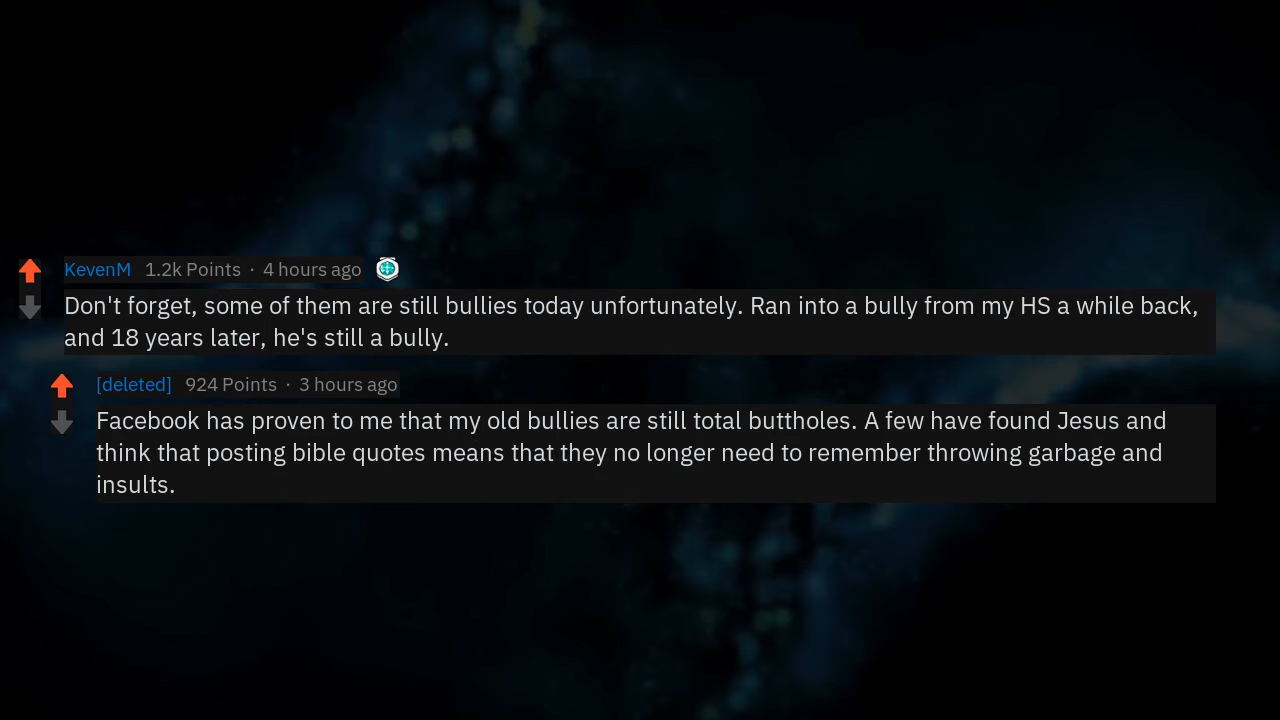 KevenM 1.2k Points · 4 hours ago
Don't forget, some of them are still bullies today unfortunately. Ran into a bully from my HS a while back,
and 18 years later, he's still a bully.
[deleted] 924 Points · 3 hours ago
Facebook has proven to me that my old bullies are still total buttholes. A few have found Jesus and
think that posting bible quotes means that they no longer need to remember throwing garbage and
insults.